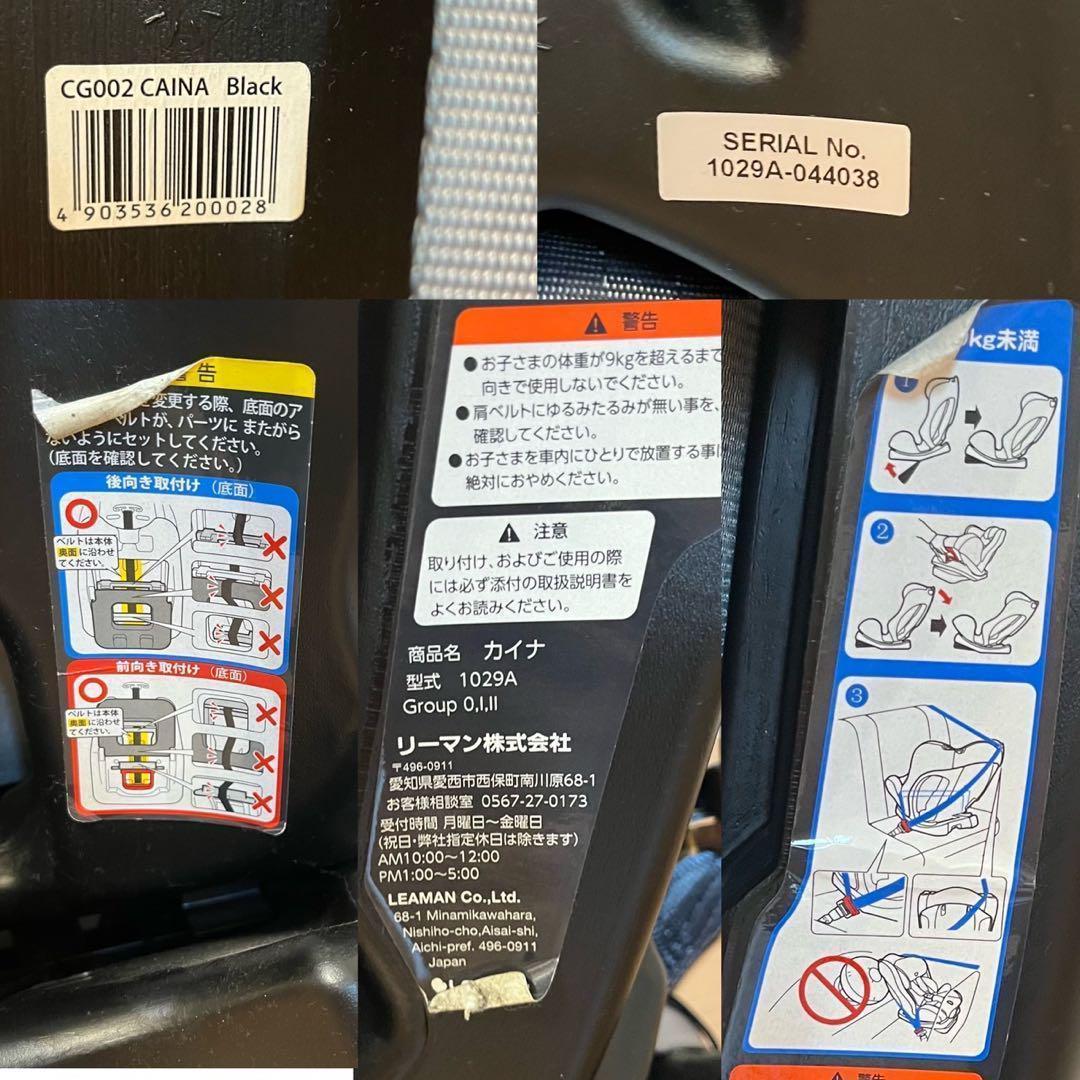 CG002 CAINA Black
4 903536 200028
SERIAL No.
1029A-044038
告
変更する際、底面のア
ルトが、パーツに またがら
ないようにセットしてください。
(底面を確認してください。)
後向き取付け (底面)
ベルトは本体
奥面に沿わせ
てください。
前向き取付け (底面)
ベルトは本体
奥面に沿わせ
てください。
警告
●お子さまの体重が9kgを超えるまで
向きで使用しないでください。
●肩ベルトにゆるみたるみが無い事を、
確認してください。
●お子さまを車内にひとりで放置する事
絶対におやめください。
注意
取り付け、およびご使用の際
には必ず添付の取扱説明書を
よくお読みください。
商品名 カイナ
型式 1029A
Group 0,I,II
リーマン株式会社
〒496-0911
愛知県愛西市西保町南川原68-1
お客様相談室 0567-27-0173
受付時間 月曜日～金曜日
(祝日・弊社指定休日は除きます)
AM10:00～12:00
PM1:00～5:00
LEAMAN Co.,Ltd.
68-1 Minamikawahara,
Nishiho-cho,Aisai-shi,
Aichi-pref. 496-0911
Japan
kg未満
1
2
3
警告